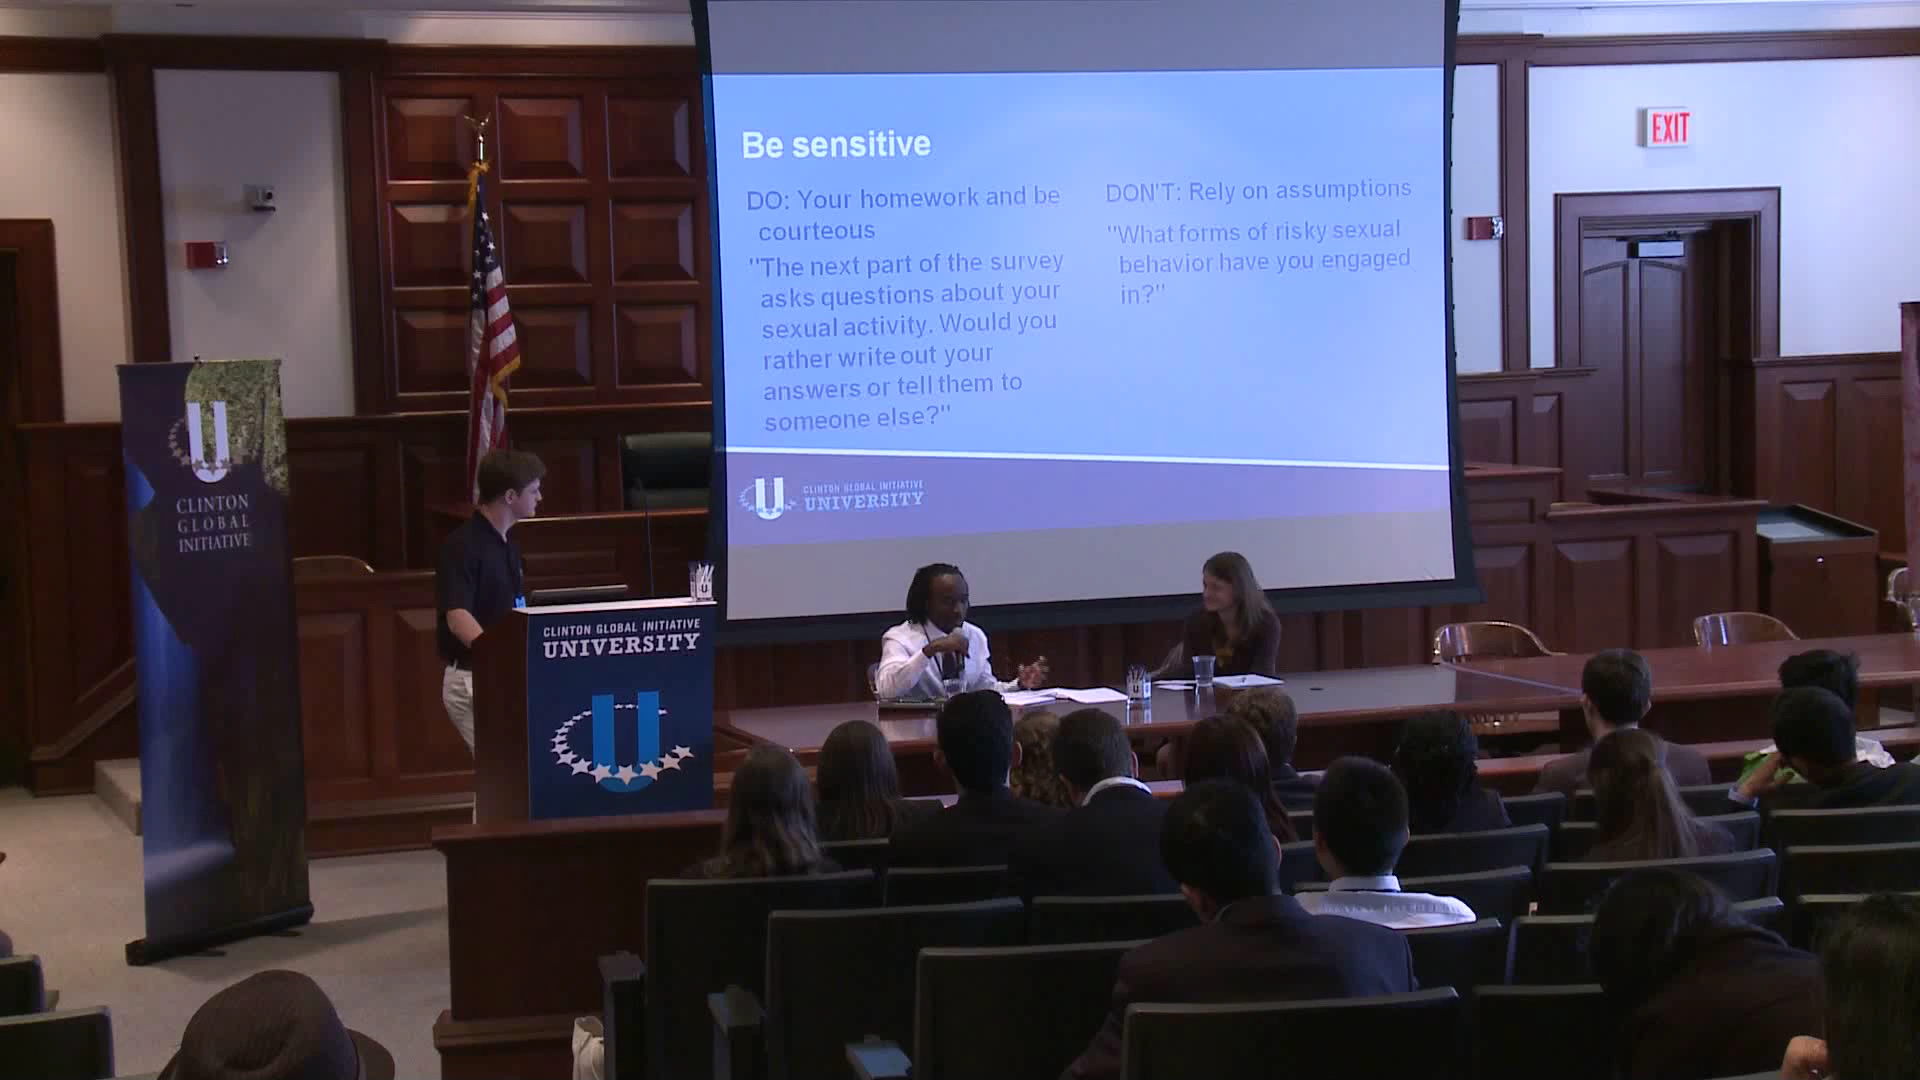 Be sensitive
DO: Your homework and be
courteous
"The next part of the survey
asks questions about your
sexual activity. Would you
rather write out your
answers or tell them to
someone else?"
DON'T: Rely on assumptions
"What forms of risky sexual
behavior have you engaged
in?"
U
CLINTON GLOBAL INITIATIVE
UNIVERSITY
EXIT
U
CLINTON
GLOBAL
INITIATIVE
CLINTON GLOBAL INITIATIVE
UNIVERSITY
U
U
U